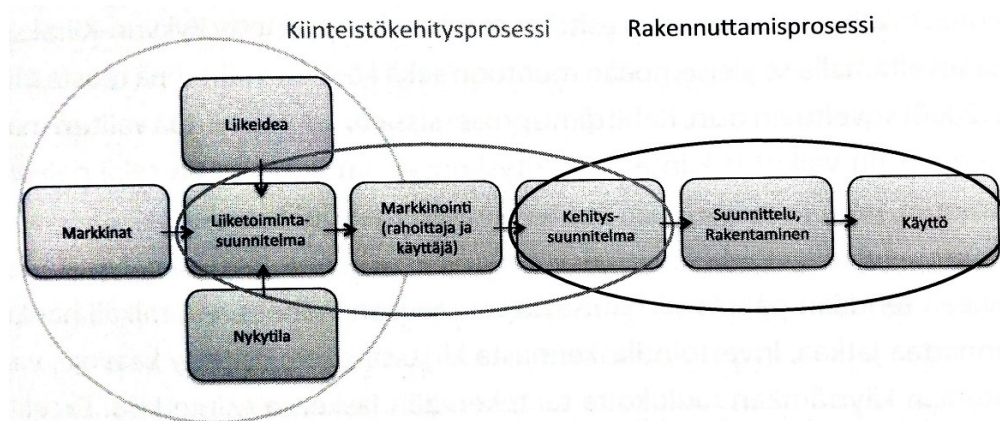 Kiinteistökehitysprosessi
Rakennuttamisprosessi
Liikeidea
Markkinat
Liiketoiminta-
suunnitelma
Markkinointi
(rahoittaja ja
käyttäjä)
Kehitys-
suunnitelma
Suunnittelu,
Rakentaminen
Käyttö
Nykytila